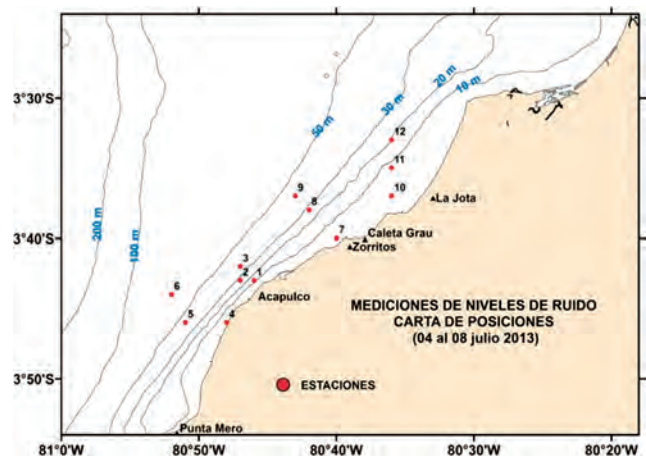 200 m
100 m
50 m
30 m
20 m
10 m
3°30'S
3°40'S
3°50'S
12
11
10
9
8
7
3
2
1
6
5
4
La Jota
Caleta Grau
Zorritos
Acapulco
MEDICIONES DE NIVELES DE RUIDO
CARTA DE POSICIONES
(04 al 08 julio 2013)
ESTACIONES
Punta Mero
81°0'W
80°50'W
80°40'W
80°30'W
80°20'W